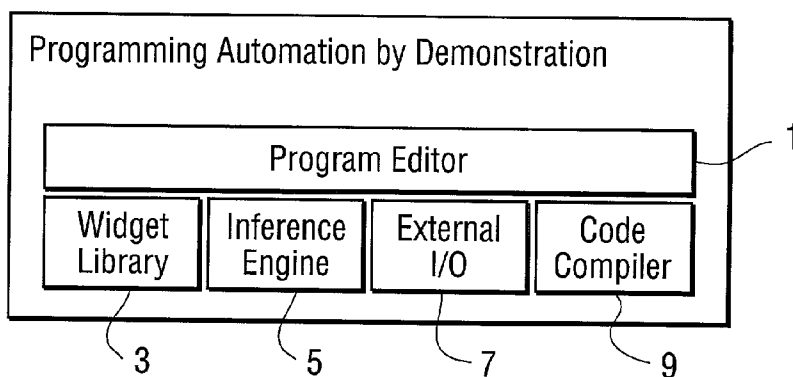 Programming Automation by Demonstration
Program Editor
1
Widget
Library
Inference
Engine
External
I/O
Code
Compiler
3
5
7
9